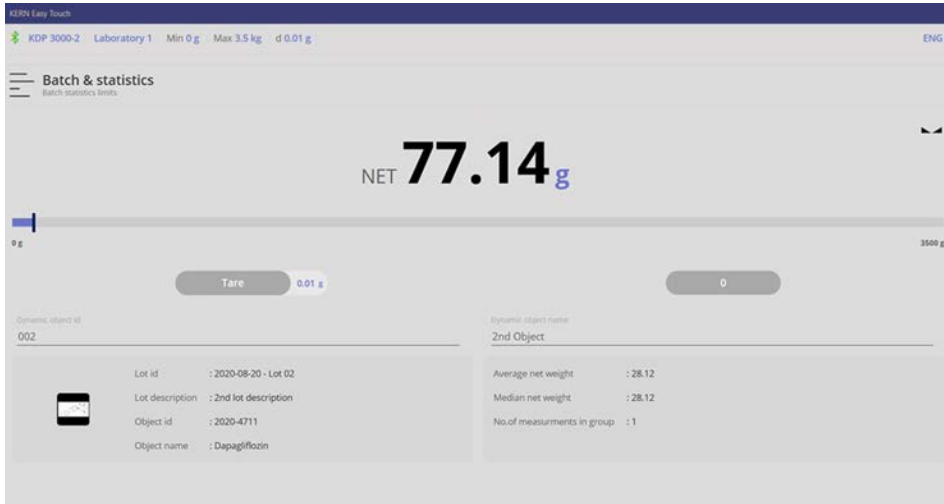 KERN Easy Touch
KDP 3000-2 Laboratory 1 Min 0 g Max 3.5 kg d 0.01 g ENG
Batch & statistics
Batch statistics limits
NET 77.14 g
0 g 3500 g
Tare 0.01 g 0
Dynamic object id Dynamic object name
002 2nd Object
Lot id : 2020-08-20 - Lot 02
Lot description : 2nd lot description
Object id : 2020-4711
Object name : Dapagliflozin
Average net weight : 28.12
Median net weight : 28.12
No.of measurments in group : 1